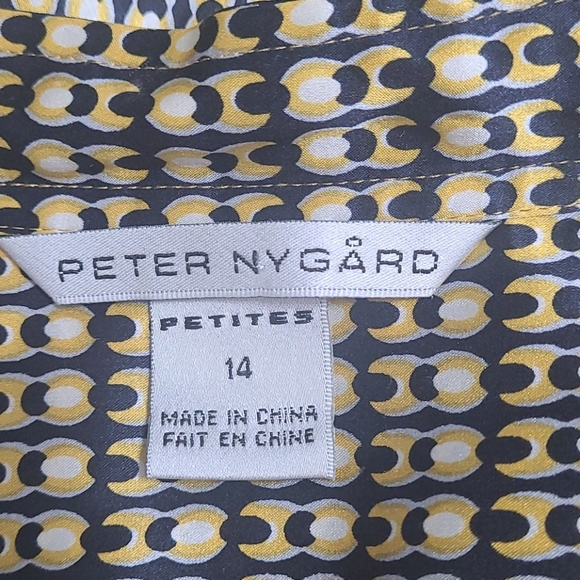 PETER NYGÅRD
PETITES
14
MADE IN CHINA
FAIT EN CHINE